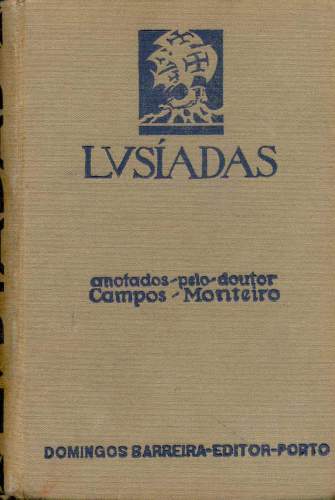 LVSÍADAS
anotados-pelo-doutor
Campos-Monteiro
DOMINGOS BARREIRA-EDITOR-PORTO